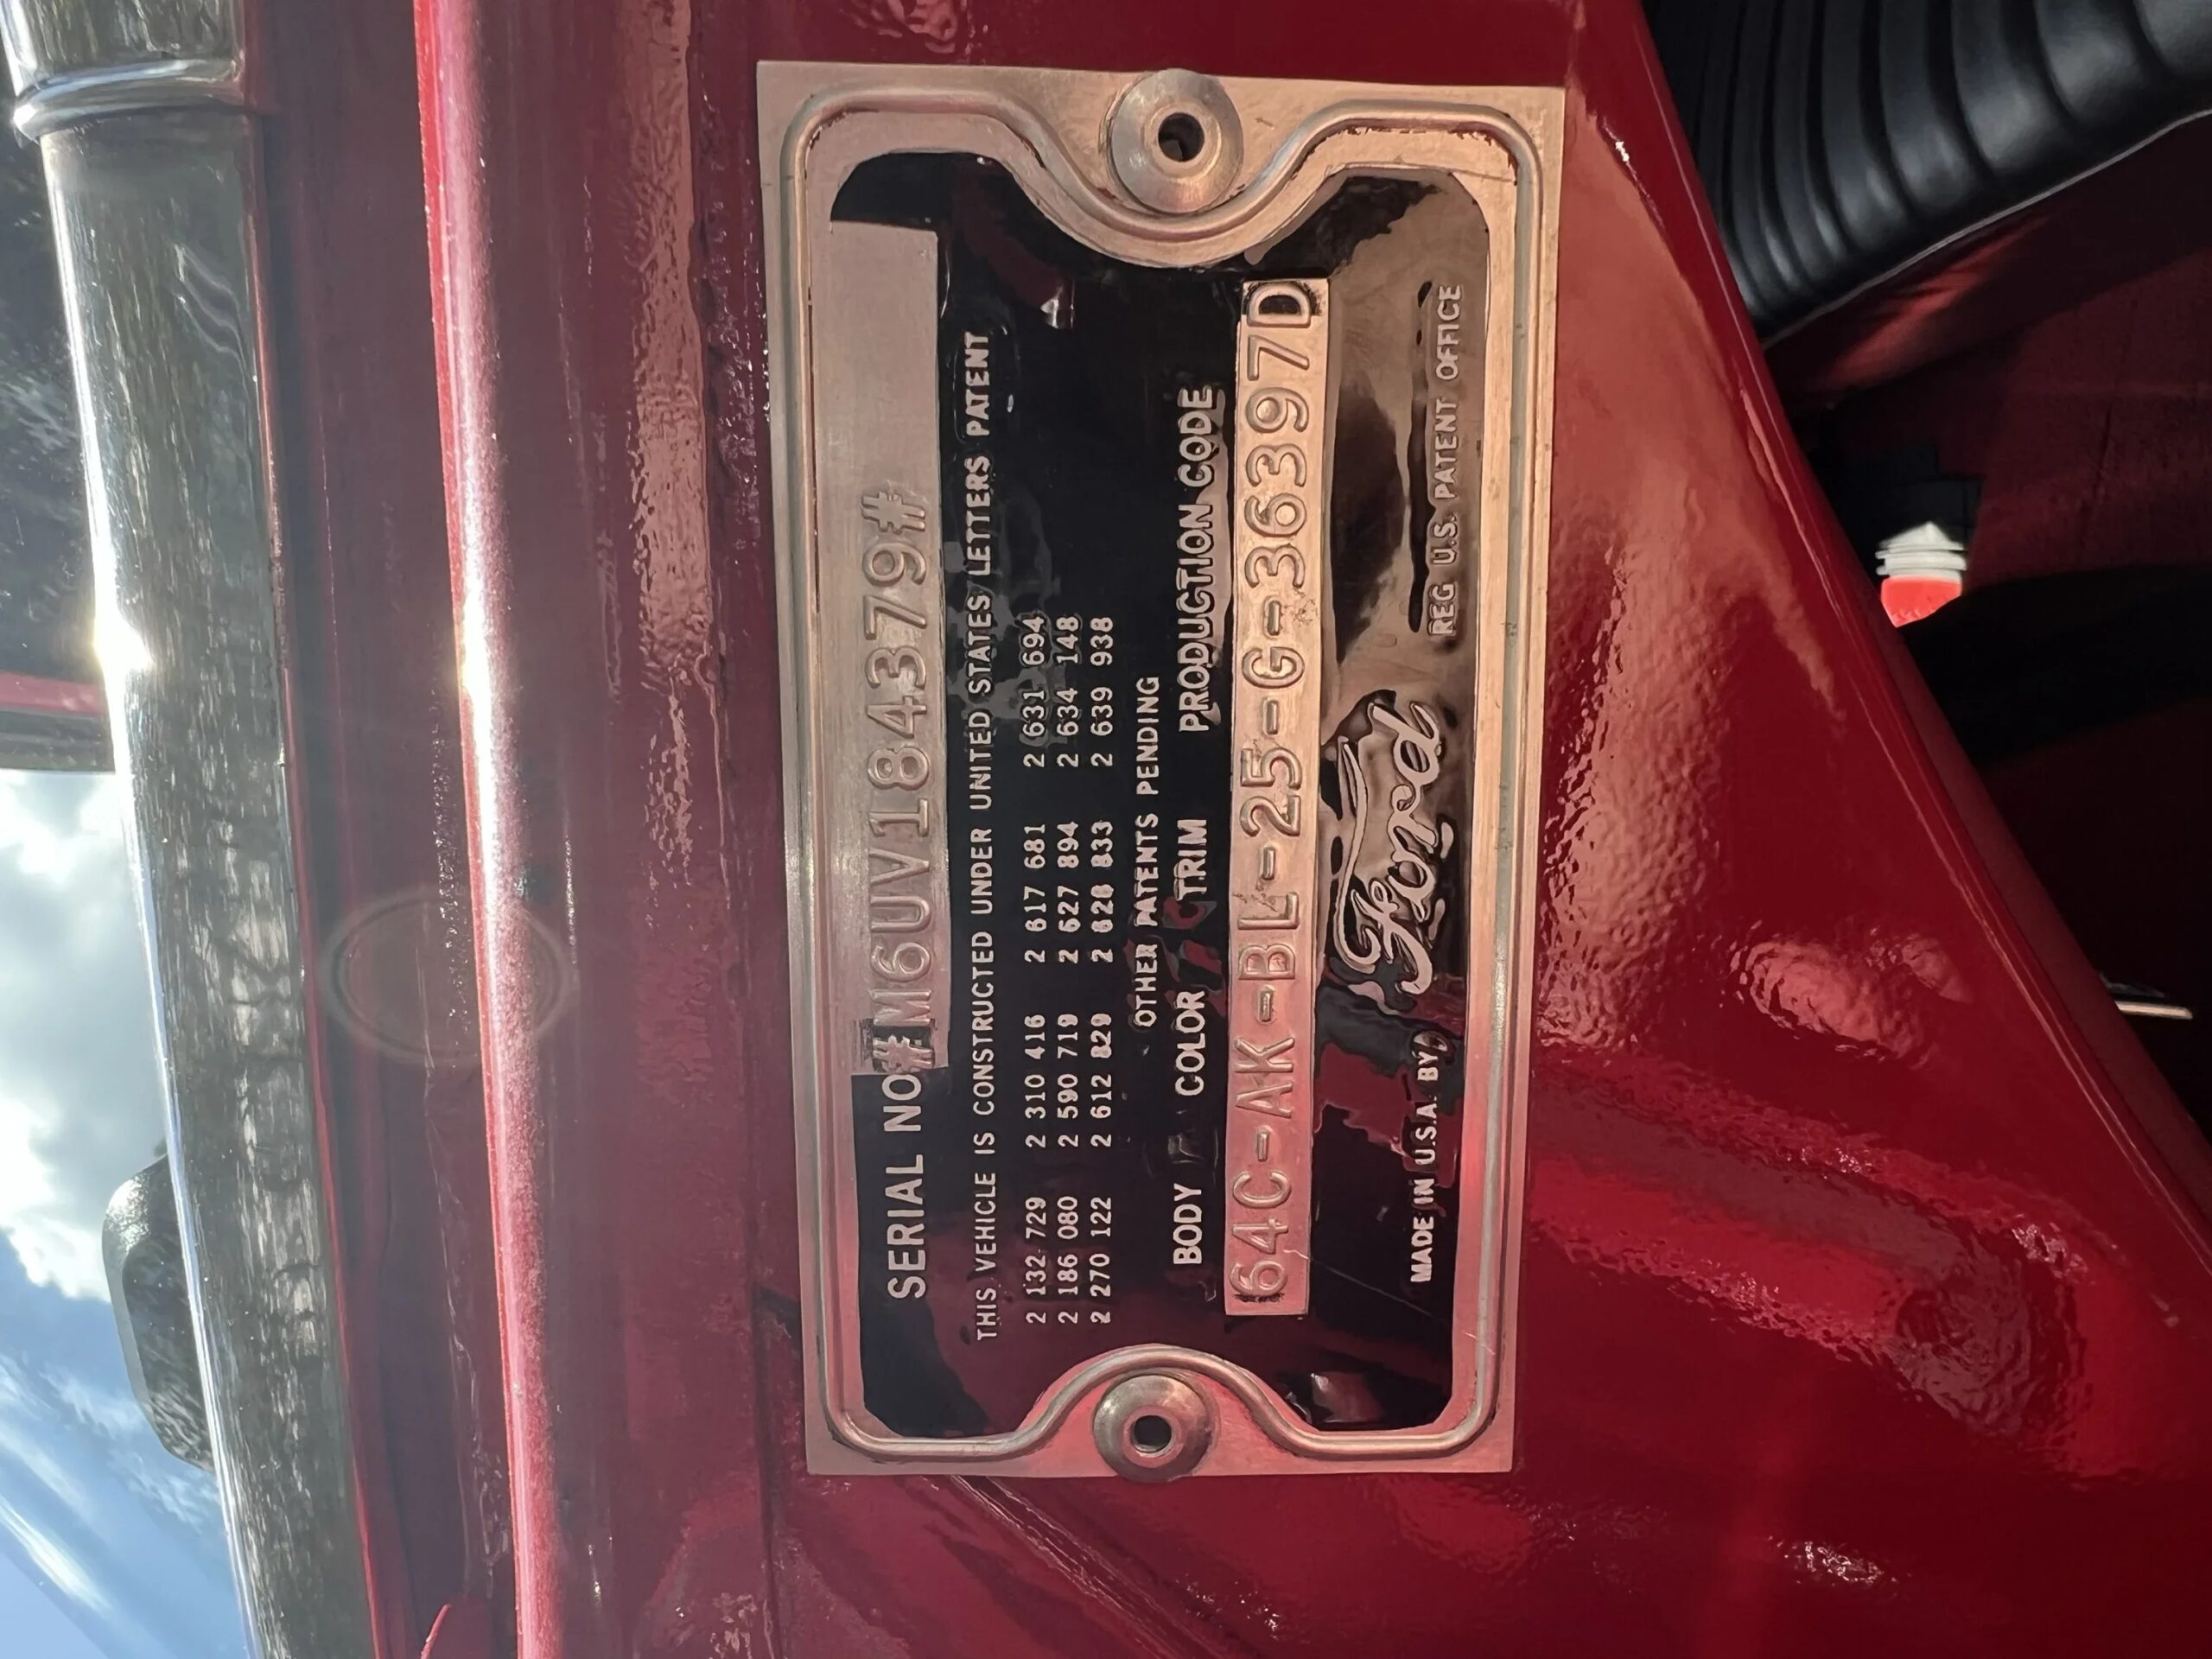 SERIAL NO #M6UV184379#
THIS VEHICLE IS CONSTRUCTED UNDER UNITED STATES LETTERS PATENT
2 132 729 2 310 416 2 617 681 2 631 694
2 186 080 2 590 719 2 627 894 2 634 148
2 270 122 2 612 829 2 628 833 2 639 938
OTHER PATENTS PENDING
BODY COLOR TRIM PRODUCTION CODE
64C-AK-BL-25-G-36397D
MADE IN U.S.A. BY Ford REG U.S. PATENT OFFICE